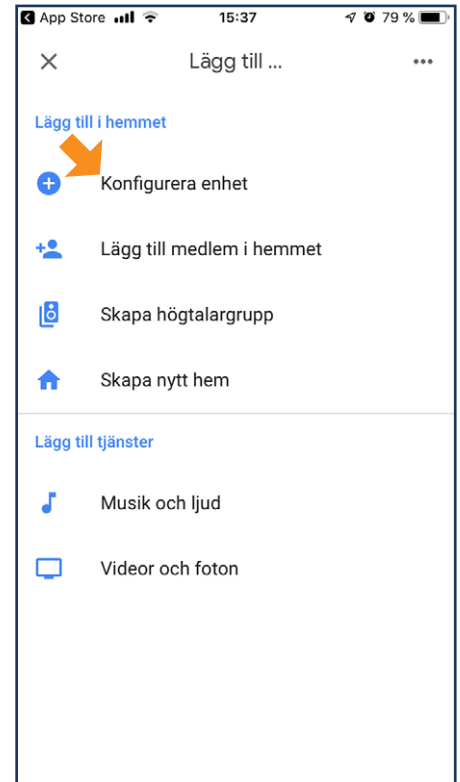 App Store 15:37 79 %
Lägg till ...
Lägg till i hemmet
Konfigurera enhet
Lägg till medlem i hemmet
Skapa högtalargrupp
Skapa nytt hem
Lägg till tjänster
Musik och ljud
Videor och foton